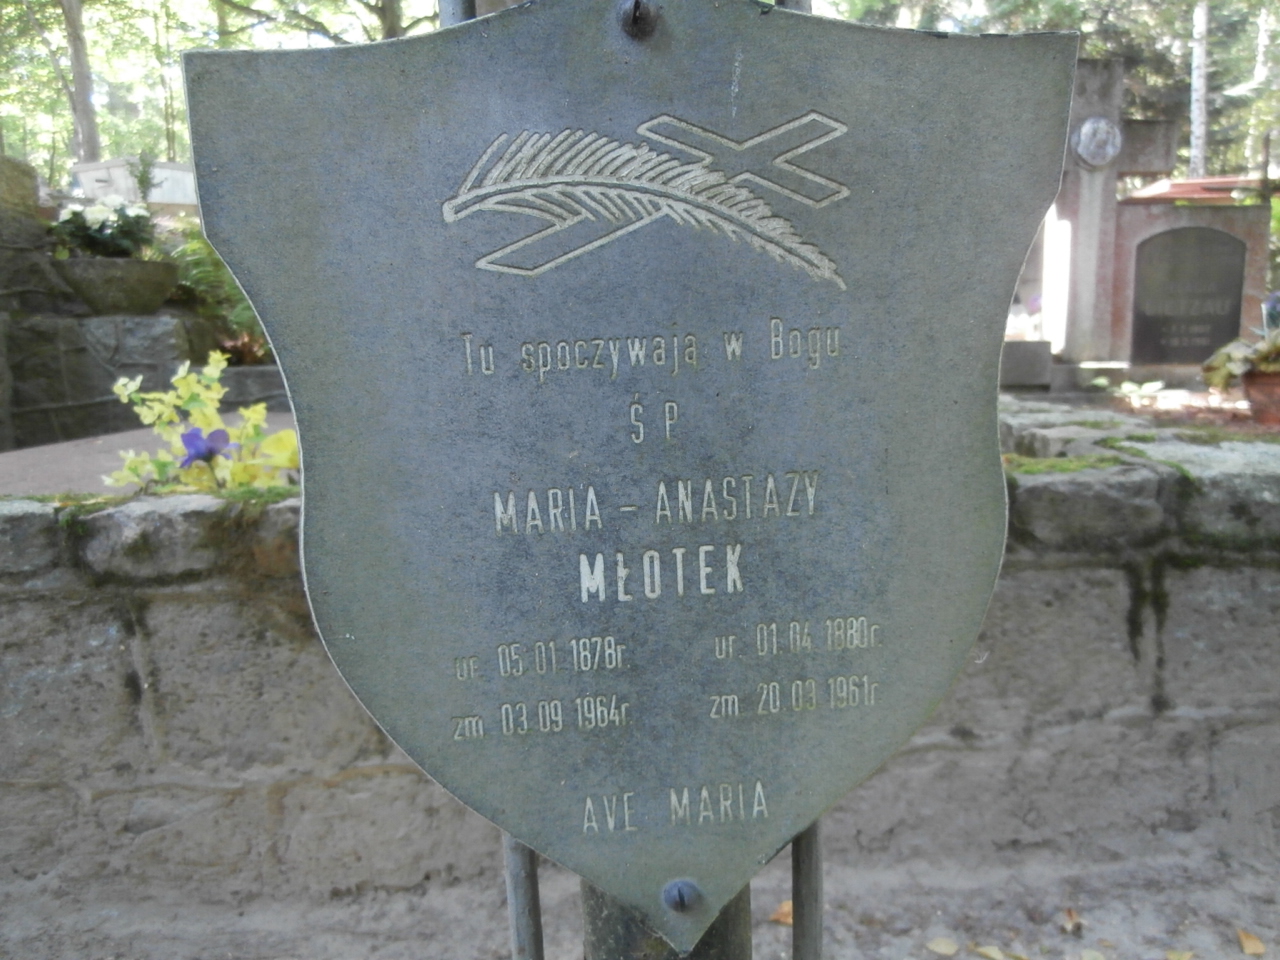 Tu spoczywają w Bogu
Ś P
MARIA – ANASTAZY
MŁOTEK
ur. 05 01 1878r. ur. 01 04 1880r.
zm 03 09 1964r. zm 20 03 1961r
AVE MARIA